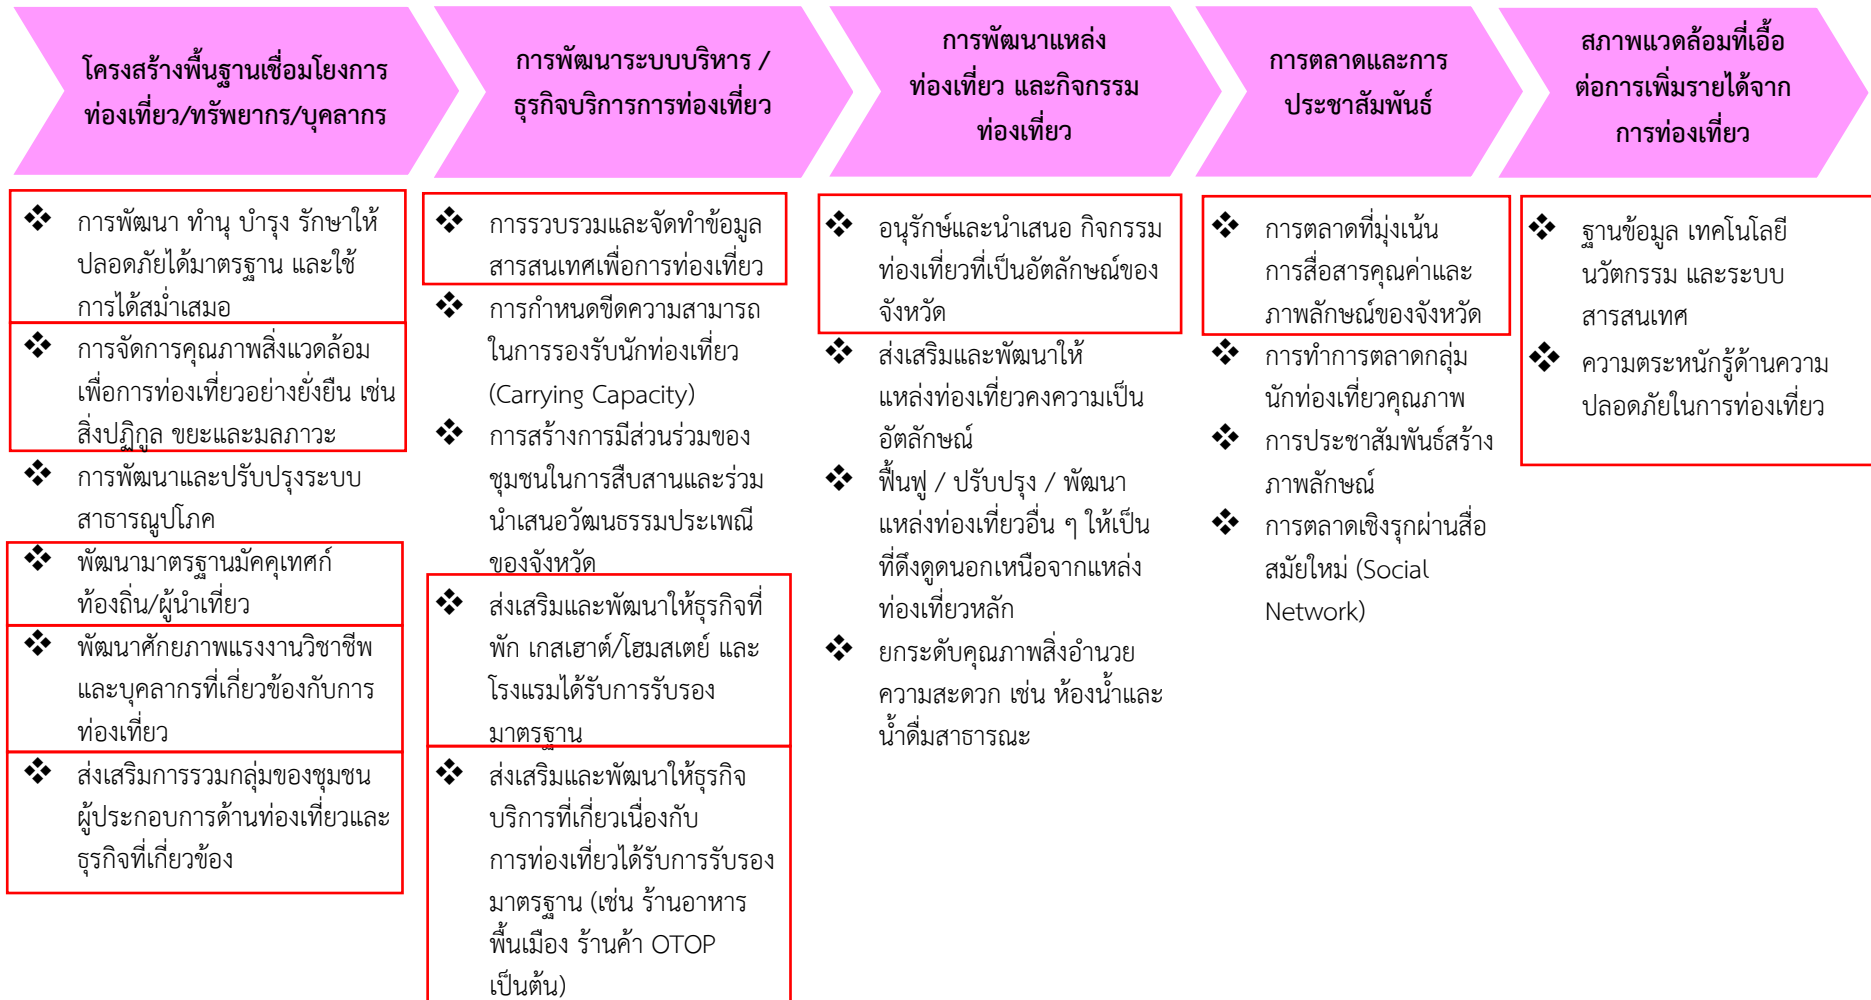 โครงสร้างพื้นฐานเชื่อมโยงการ
ท่องเที่ยว/ทรัพยากร/บุคลากร
การพัฒนาระบบบริหาร /
ธุรกิจบริการการท่องเที่ยว
การพัฒนาแหล่ง
ท่องเที่ยว และกิจกรรม
ท่องเที่ยว
การตลาดและการ
ประชาสัมพันธ์
สภาพแวดล้อมที่เอื้อ
ต่อการเพิ่มรายได้จาก
การท่องเที่ยว
❖ การพัฒนา ทำนุ บำรุง รักษาให้
ปลอดภัยได้มาตรฐาน และใช้
การได้สม่ำเสมอ
❖ การจัดการคุณภาพสิ่งแวดล้อม
เพื่อการท่องเที่ยวอย่างยั่งยืน เช่น
สิ่งปฏิกูล ขยะและมลภาวะ
❖ การพัฒนาและปรับปรุงระบบ
สาธารณูปโภค
❖ พัฒนามาตรฐานมัคคุเทศก์
ท้องถิ่น/ผู้นำเที่ยว
❖ พัฒนาศักยภาพแรงงานวิชาชีพ
และบุคลากรที่เกี่ยวข้องกับการ
ท่องเที่ยว
❖ ส่งเสริมการรวมกลุ่มของชุมชน
ผู้ประกอบการด้านท่องเที่ยวและ
ธุรกิจที่เกี่ยวข้อง
❖ การรวบรวมและจัดทำข้อมูล
สารสนเทศเพื่อการท่องเที่ยว
❖ การกำหนดขีดความสามารถ
ในการรองรับนักท่องเที่ยว
(Carrying Capacity)
❖ การสร้างการมีส่วนร่วมของ
ชุมชนในการสืบสานและร่วม
นำเสนอวัฒนธรรมประเพณี
ของจังหวัด
❖ ส่งเสริมและพัฒนาให้ธุรกิจที่
พัก เกสเฮาต์/โฮมสเตย์ และ
โรงแรมได้รับการรับรอง
มาตรฐาน
❖ ส่งเสริมและพัฒนาให้ธุรกิจ
บริการที่เกี่ยวเนื่องกับ
การท่องเที่ยวได้รับการรับรอง
มาตรฐาน (เช่น ร้านอาหาร
พื้นเมือง ร้านค้า OTOP
เป็นต้น)
❖ อนุรักษ์และนำเสนอ กิจกรรม
ท่องเที่ยวที่เป็นอัตลักษณ์ของ
จังหวัด
❖ ส่งเสริมและพัฒนาให้
แหล่งท่องเที่ยวคงความเป็น
อัตลักษณ์
❖ ฟื้นฟู / ปรับปรุง / พัฒนา
แหล่งท่องเที่ยวอื่น ๆ ให้เป็น
ที่ดึงดูดนอกเหนือจากแหล่ง
ท่องเที่ยวหลัก
❖ ยกระดับคุณภาพสิ่งอำนวย
ความสะดวก เช่น ห้องน้ำและ
น้ำดื่มสาธารณะ
❖ การตลาดที่มุ่งเน้น
การสื่อสารคุณค่าและ
ภาพลักษณ์ของจังหวัด
❖ การทำการตลาดกลุ่ม
นักท่องเที่ยวคุณภาพ
❖ การประชาสัมพันธ์สร้าง
ภาพลักษณ์
❖ การตลาดเชิงรุกผ่านสื่อ
สมัยใหม่ (Social
Network)
❖ ฐานข้อมูล เทคโนโลยี
นวัตกรรม และระบบ
สารสนเทศ
❖ ความตระหนักรู้ด้านความ
ปลอดภัยในการท่องเที่ยว